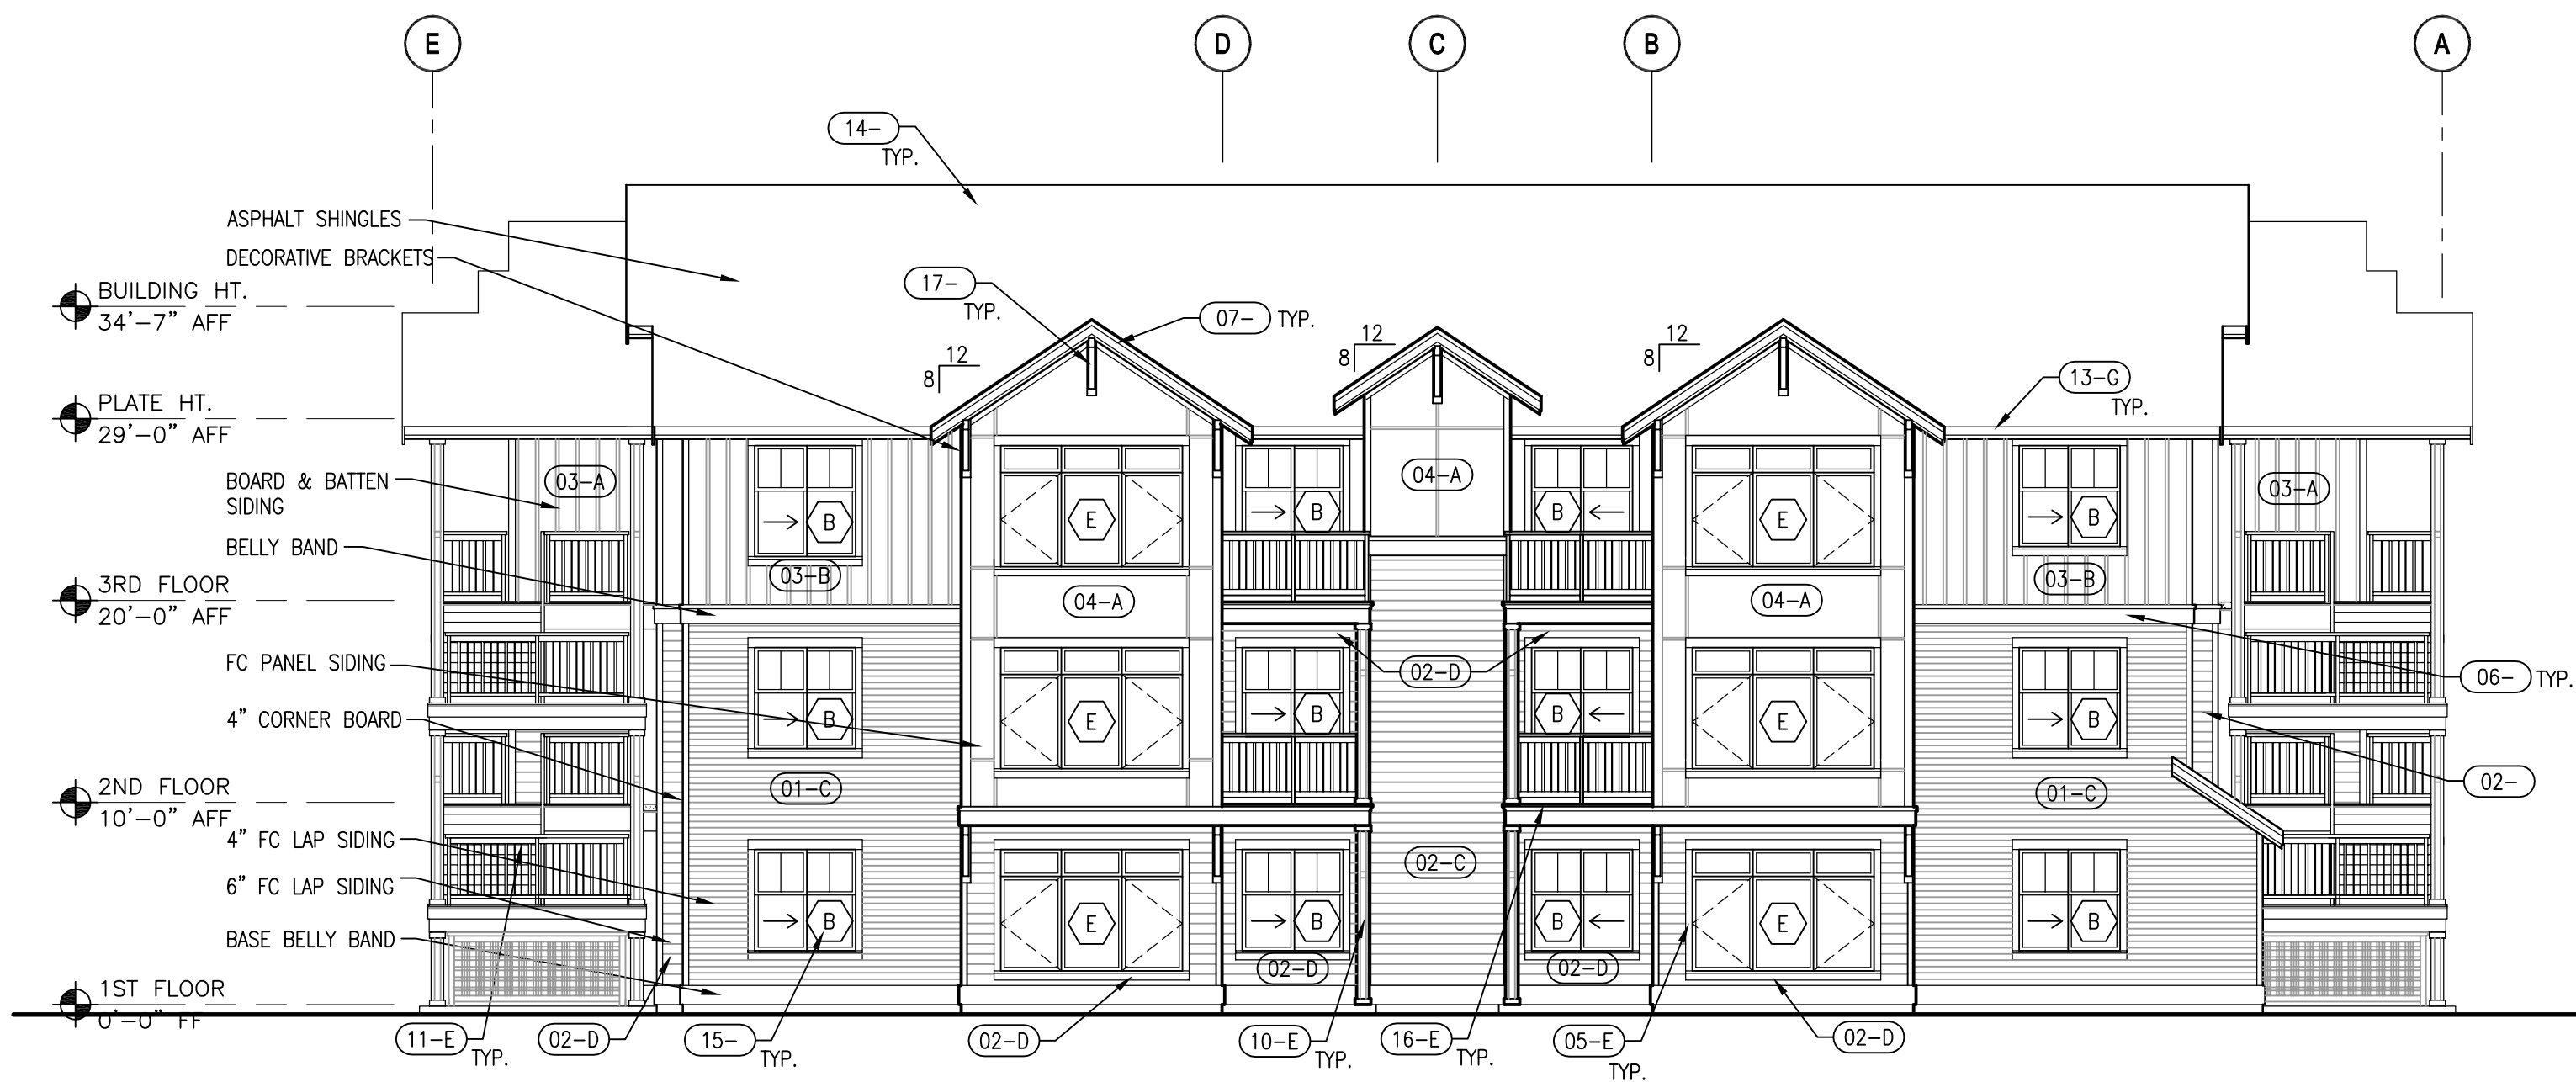 E
D
C
B
A
14-
TYP.
ASPHALT SHINGLES
DECORATIVE BRACKETS
17-
TYP.
07- TYP.
BUILDING HT.
34'-7" AFF
12
8
12
8
12
8
13-G
TYP.
PLATE HT.
29'-0" AFF
BOARD & BATTEN
SIDING
03-A
04-A
03-A
B
E
B
B
E
B
BELLY BAND
03-B
03-B
3RD FLOOR
20'-0" AFF
04-A
04-A
FC PANEL SIDING
02-D
06- TYP.
4" CORNER BOARD
B
E
B
B
E
B
2ND FLOOR
10'-0" AFF
01-C
01-C
02-
4" FC LAP SIDING
02-C
6" FC LAP SIDING
B
E
B
B
E
B
BASE BELLY BAND
02-D
02-D
1ST FLOOR
0'-0" FF
11-E
TYP.
02-D
15-
TYP.
02-D
10-E
TYP.
16-E
TYP.
05-E
TYP.
02-D